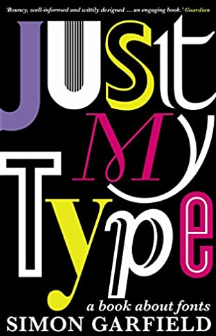 'Bouncy, well-informed and wittily designed ... an engaging book.' Guardian
Just
My
Type
a book about fonts
SIMON GARFIELD